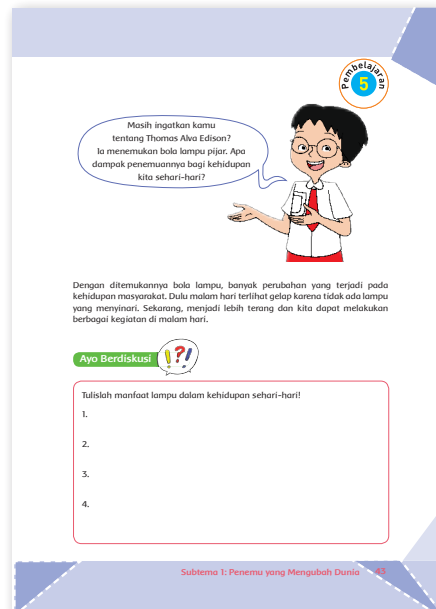 Pembelajaran
5
Masih ingatkan kamu
tentang Thomas Alva Edison?
Ia menemukan bola lampu pijar. Apa
dampak penemuannya bagi kehidupan
kita sehari-hari?
Dengan ditemukannya bola lampu, banyak perubahan yang terjadi pada
kehidupan masyarakat. Dulu malam hari terlihat gelap karena tidak ada lampu
yang menyinari. Sekarang, menjadi lebih terang dan kita dapat melakukan
berbagai kegiatan di malam hari.
Ayo Berdiskusi
!?!
Tulislah manfaat lampu dalam kehidupan sehari-hari!
1.
2.
3.
4.
Subtema 1: Penemu yang Mengubah Dunia 43